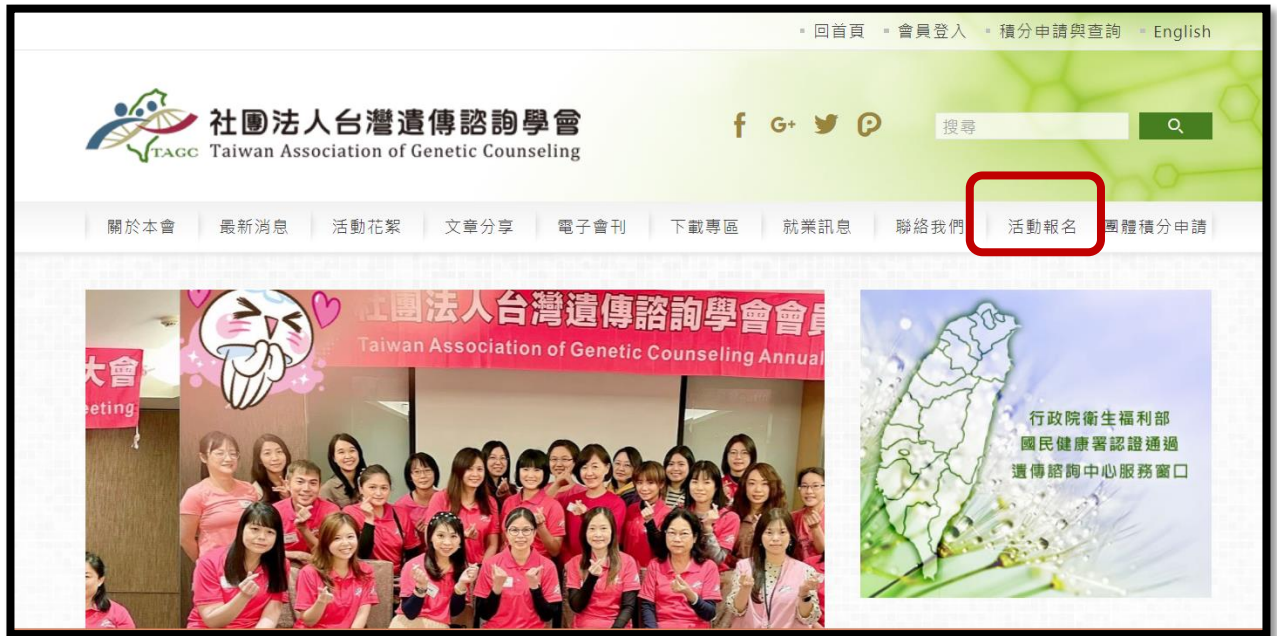 回首頁 會員登入 積分申請與查詢 English
社團法人台灣遺傳諮詢學會
TAGC Taiwan Association of Genetic Counseling
f G+ 搜尋
關於本會 最新消息 活動花絮 文章分享 電子會刊 下載專區 就業訊息 聯絡我們 活動報名 團體積分申請
社團法人台灣遺傳諮詢學會會員
Taiwan Association of Genetic Counseling Annual
大會
eeting
行政院衛生福利部
國民健康署認證通過
遺傳諮詢中心服務窗口